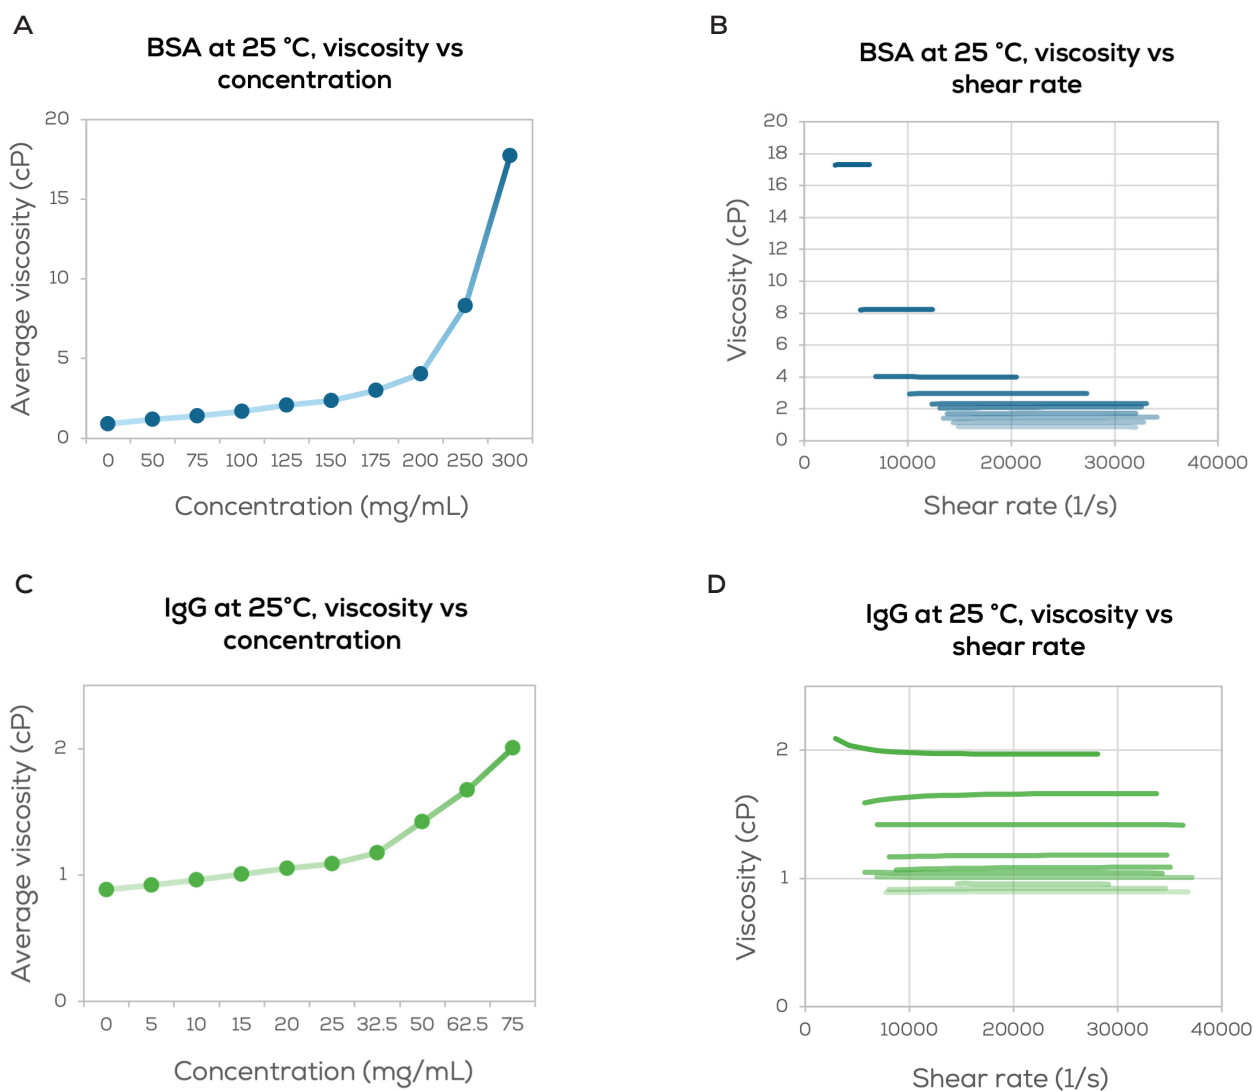 A
BSA at 25 °C, viscosity vs
concentration
Average viscosity (cP)
20
15
10
5
0
0 50 75 100 125 150 175 200 250 300
Concentration (mg/mL)
B
BSA at 25 °C, viscosity vs
shear rate
Viscosity (cP)
20
18
16
14
12
10
8
6
4
2
0
0 10000 20000 30000 40000
Shear rate (1/s)
C
IgG at 25°C, viscosity vs
concentration
Average viscosity (cP)
2
1
0
0 5 10 15 20 25 32.5 50 62.5 75
Concentration (mg/mL)
D
IgG at 25 °C, viscosity vs
shear rate
Viscosity (cP)
2
1
0
0 10000 20000 30000 40000
Shear rate (1/s)